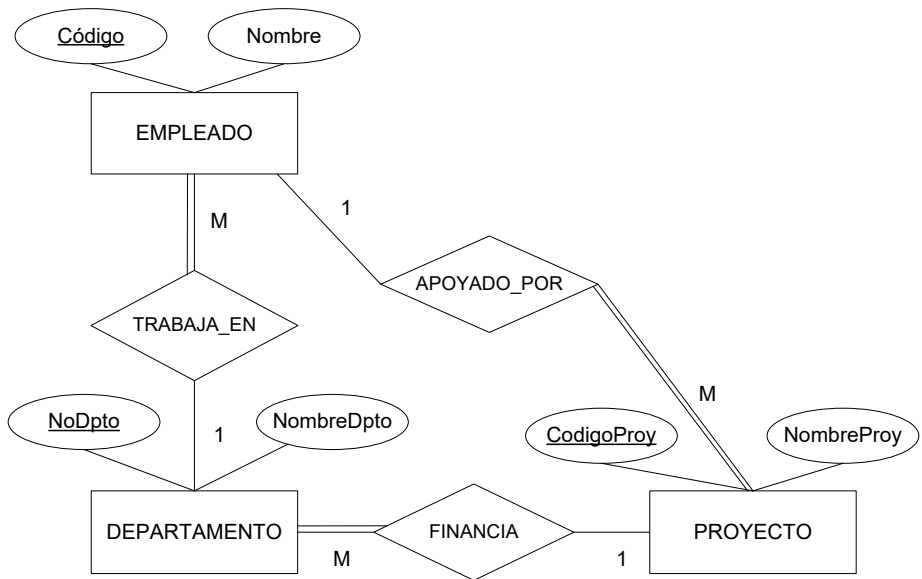 Código
Nombre
EMPLEADO
M
1
APOYADO_POR
TRABAJA_EN
M
NoDpto
1
NombreDpto
CodigoProy
NombreProy
DEPARTAMENTO
M
FINANCIA
1
PROYECTO